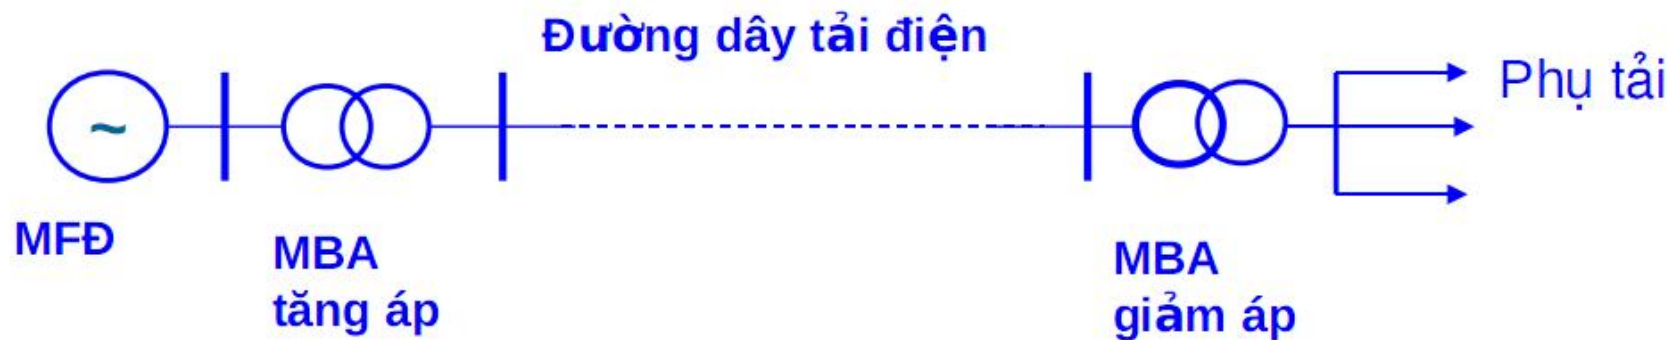 Đường dây tải điện
~
Phụ tải
MFĐ
MBA
tăng áp
MBA
giảm áp